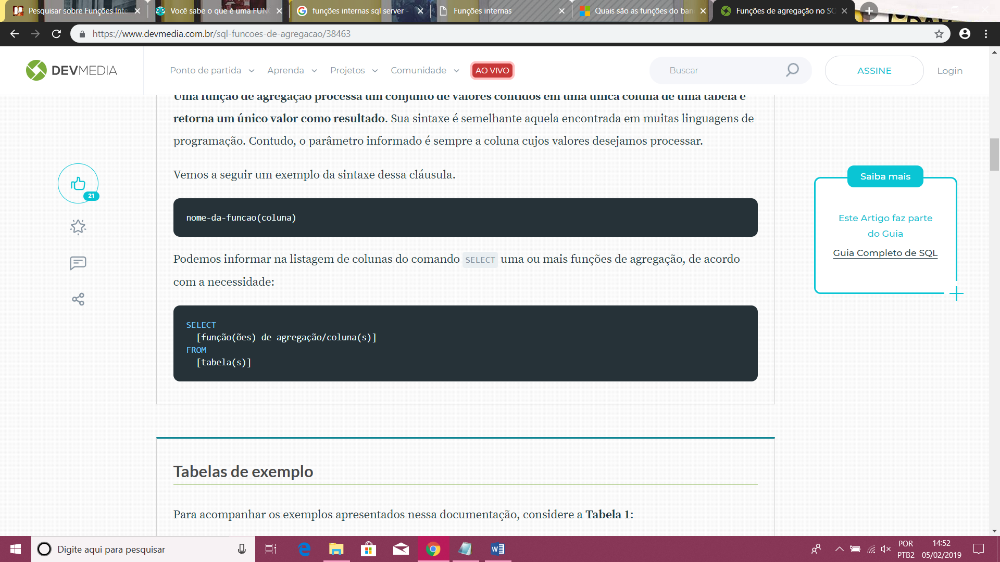 Pesquisar sobre Funções Inte
Você sabe o que é uma FUN
funções internas sql server -
Funções internas
Quais são as funções do ban
Funções de agregação no SQ
https://www.devmedia.com.br/sql-funcoes-de-agregacao/38463
DEVMEDIA
Ponto de partida
Aprenda
Projetos
Comunidade
AO VIVO
Buscar
ASSINE
Login
Uma função de agregação processa um conjunto de valores contidos em uma única coluna de uma tabela e
retorna um único valor como resultado. Sua sintaxe é semelhante aquela encontrada em muitas linguagens de
programação. Contudo, o parâmetro informado é sempre a coluna cujos valores desejamos processar.
Vemos a seguir um exemplo da sintaxe dessa cláusula.
nome-da-funcao(coluna)
Podemos informar na listagem de colunas do comando SELECT uma ou mais funções de agregação, de acordo
com a necessidade:
SELECT
[função(ões) de agregação/coluna(s)]
FROM
[tabela(s)]
21
Saiba mais
Este Artigo faz parte
do Guia
Guia Completo de SQL
Tabelas de exemplo
Para acompanhar os exemplos apresentados nessa documentação, considere a Tabela 1:
Digite aqui para pesquisar
POR
PTB2
14:52
05/02/2019